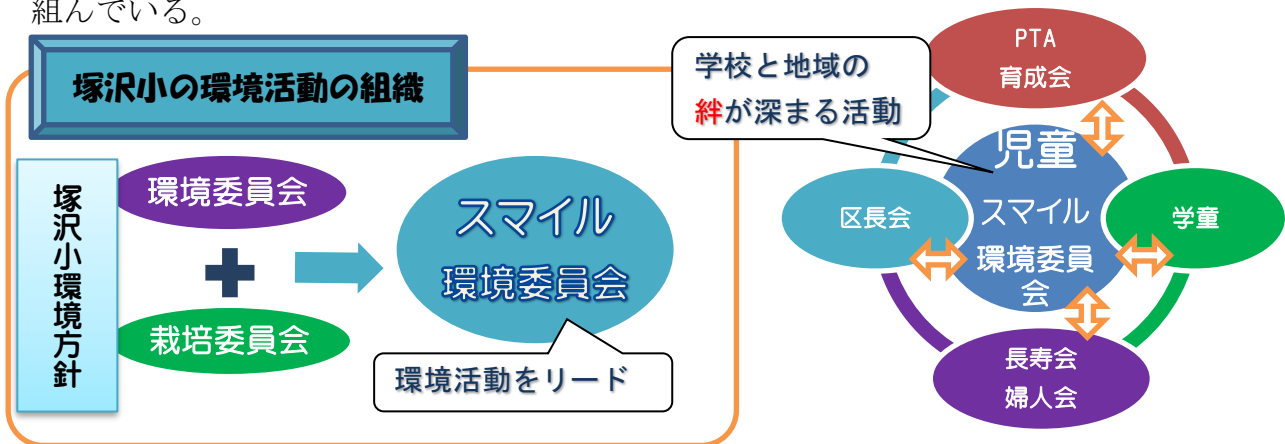 組んでいる。
塚沢小の環境活動の組織
塚沢小環境方針
環境委員会
栽培委員会
スマイル
環境委員会
環境活動をリード
学校と地域の
絆が深まる活動
PTA
育成会
児童
スマイル
環境委員
会
区長会
学童
長寿会
婦人会